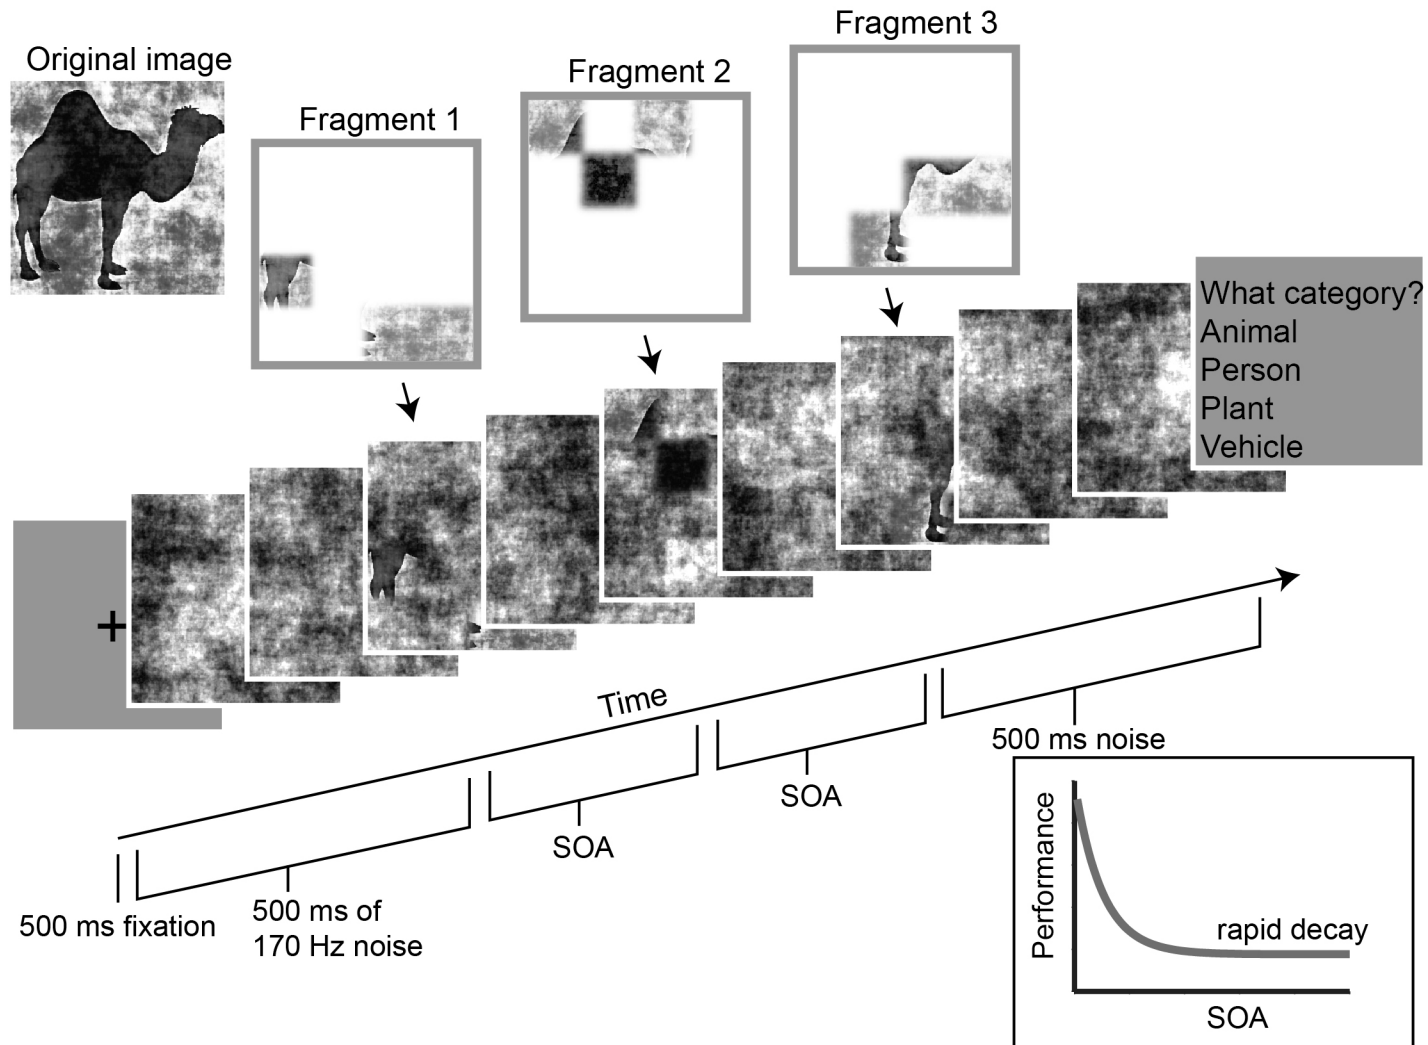 Original image
Fragment 1
Fragment 2
Fragment 3
What category?
Animal
Person
Plant
Vehicle
+
Time
500 ms fixation
500 ms of
170 Hz noise
SOA
SOA
500 ms noise
Performance
rapid decay
SOA